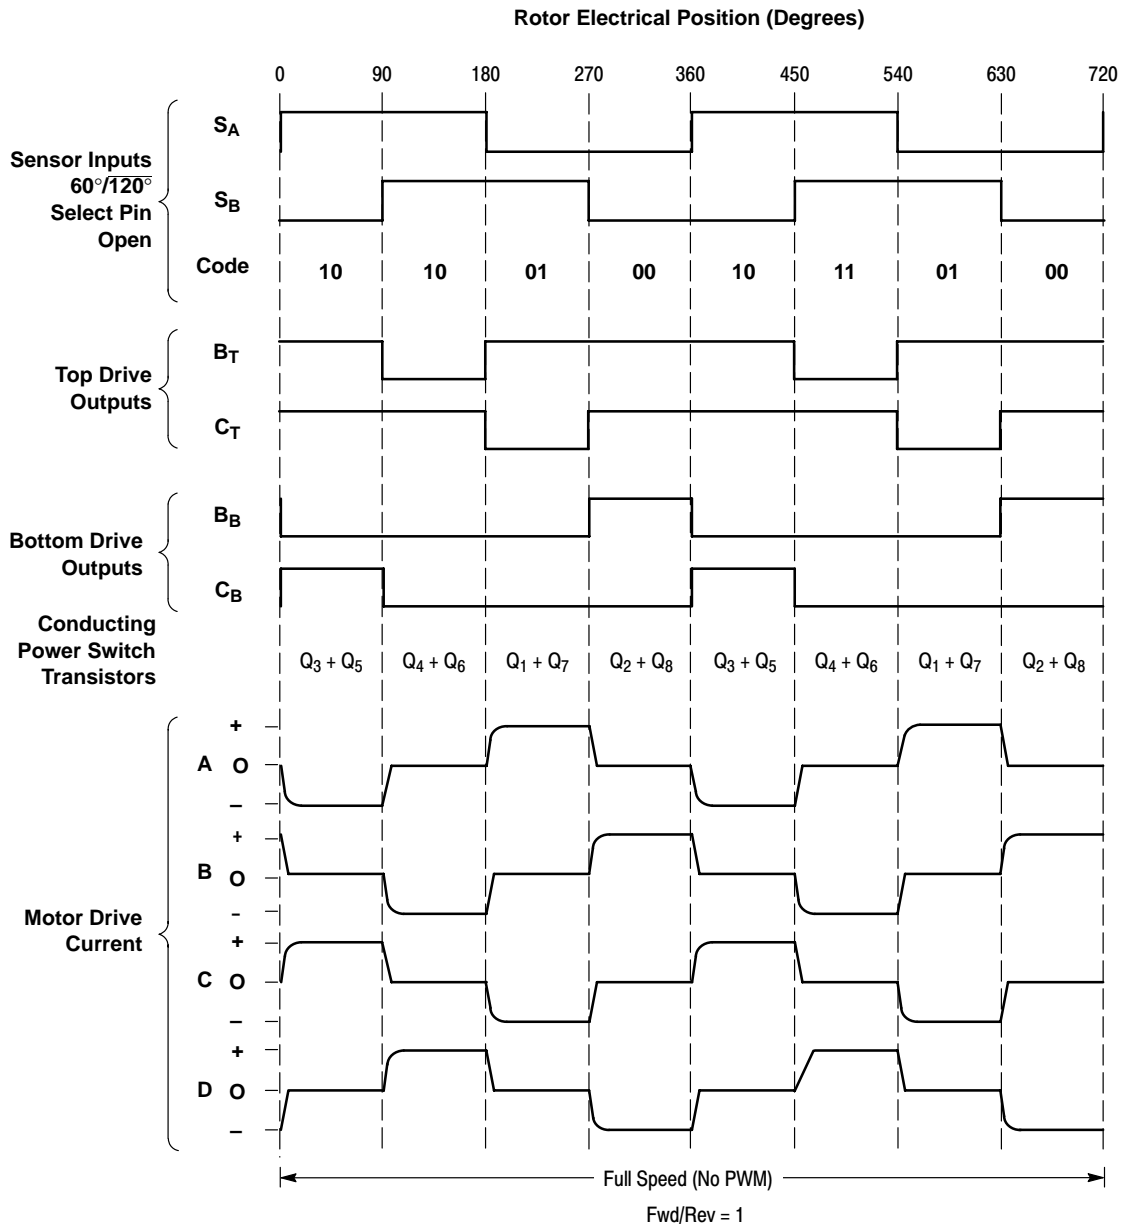 Rotor Electrical Position (Degrees)
0 90 180 270 360 450 540 630 720
Sensor Inputs
60°/120°
Select Pin
Open
SA
SB
Code 10 10 01 00 10 11 01 00
Top Drive
Outputs
BT
CT
Bottom Drive
Outputs
BB
CB
Conducting
Power Switch
Transistors
Q3 + Q5 Q4 + Q6 Q1 + Q7 Q2 + Q8 Q3 + Q5 Q4 + Q6 Q1 + Q7 Q2 + Q8
Motor Drive
Current
+
A O
–
+
B O
–
+
C O
–
+
D O
–
Full Speed (No PWM)
Fwd/Rev = 1